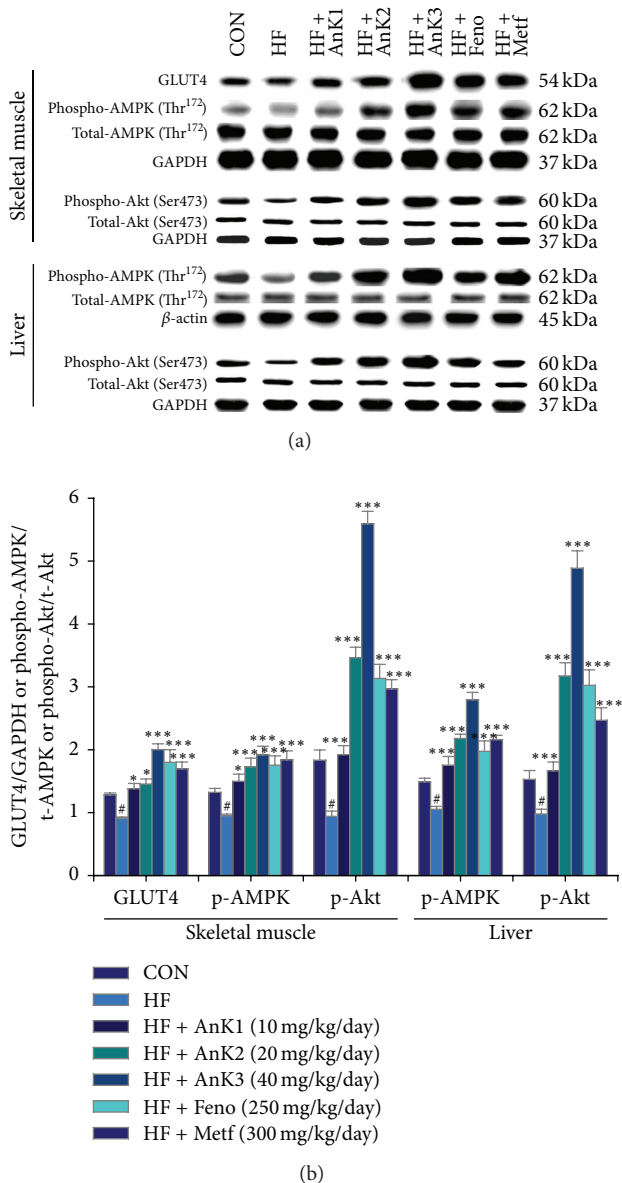 CON
HF
HF +
AnK1
HF +
AnK2
HF +
AnK3
HF +
Feno
HF +
Metf
Skeletal muscle
GLUT4 54 kDa
Phospho-AMPK (Thr172) 62 kDa
Total-AMPK (Thr172) 62 kDa
GAPDH 37 kDa
Phospho-Akt (Ser473) 60 kDa
Total-Akt (Ser473) 60 kDa
GAPDH 37 kDa
Liver
Phospho-AMPK (Thr172) 62 kDa
Total-AMPK (Thr172) 62 kDa
β-actin 45 kDa
Phospho-Akt (Ser473) 60 kDa
Total-Akt (Ser473) 60 kDa
GAPDH 37 kDa
(a)
GLUT4/GAPDH or phospho-AMPK/
t-AMPK or phospho-Akt/t-Akt
6
5
4
3
2
1
0
# * * *** *** ***
# * *** *** *** ***
# *** *** *** *** ***
# *** *** *** *** ***
# *** *** *** *** ***
GLUT4 p-AMPK p-Akt p-AMPK p-Akt
Skeletal muscle Liver
CON
HF
HF + AnK1 (10 mg/kg/day)
HF + AnK2 (20 mg/kg/day)
HF + AnK3 (40 mg/kg/day)
HF + Feno (250 mg/kg/day)
HF + Metf (300 mg/kg/day)
(b)